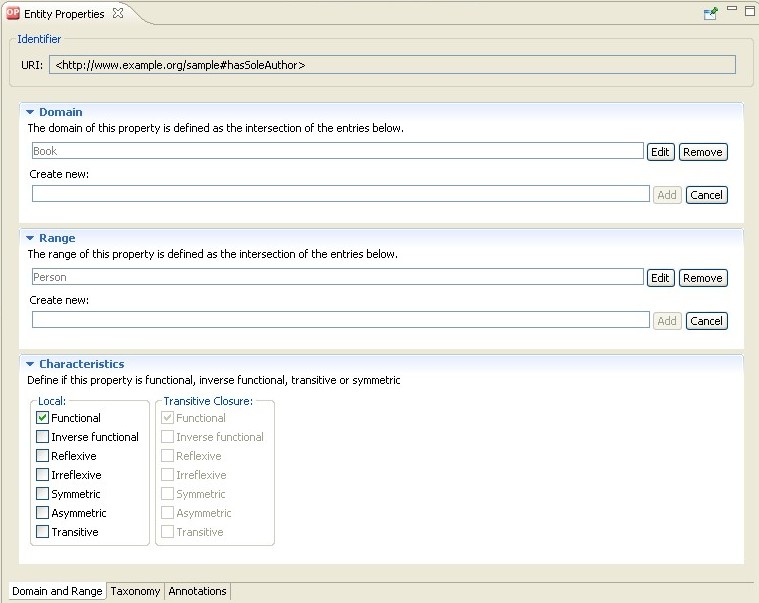 OP Entity Properties
Identifier
URI: <http://www.example.org/sample#hasSoleAuthor>
Domain
The domain of this property is defined as the intersection of the entries below.
Book Edit Remove
Create new:
Add Cancel
Range
The range of this property is defined as the intersection of the entries below.
Person Edit Remove
Create new:
Add Cancel
Characteristics
Define if this property is functional, inverse functional, transitive or symmetric
Local: Transitive Closure:
Functional Functional
Inverse functional Inverse functional
Reflexive Reflexive
Irreflexive Irreflexive
Symmetric Symmetric
Asymmetric Asymmetric
Transitive Transitive
Domain and Range Taxonomy Annotations